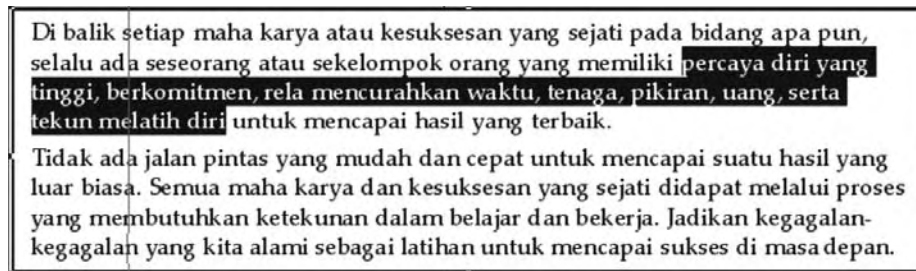 Di balik setiap maha karya atau kesuksesan yang sejati pada bidang apa pun,
selalu ada seseorang atau sekelompok orang yang memiliki percaya diri yang
tinggi, berkomitmen, rela mencurahkan waktu, tenaga, pikiran, uang, serta
tekun melatih diri untuk mencapai hasil yang terbaik.
Tidak ada jalan pintas yang mudah dan cepat untuk mencapai suatu hasil yang
luar biasa. Semua maha karya dan kesuksesan yang sejati didapat melalui proses
yang membutuhkan ketekunan dalam belajar dan bekerja. Jadikan kegagalan-
kegagalan yang kita alami sebagai latihan untuk mencapai sukses di masa depan.